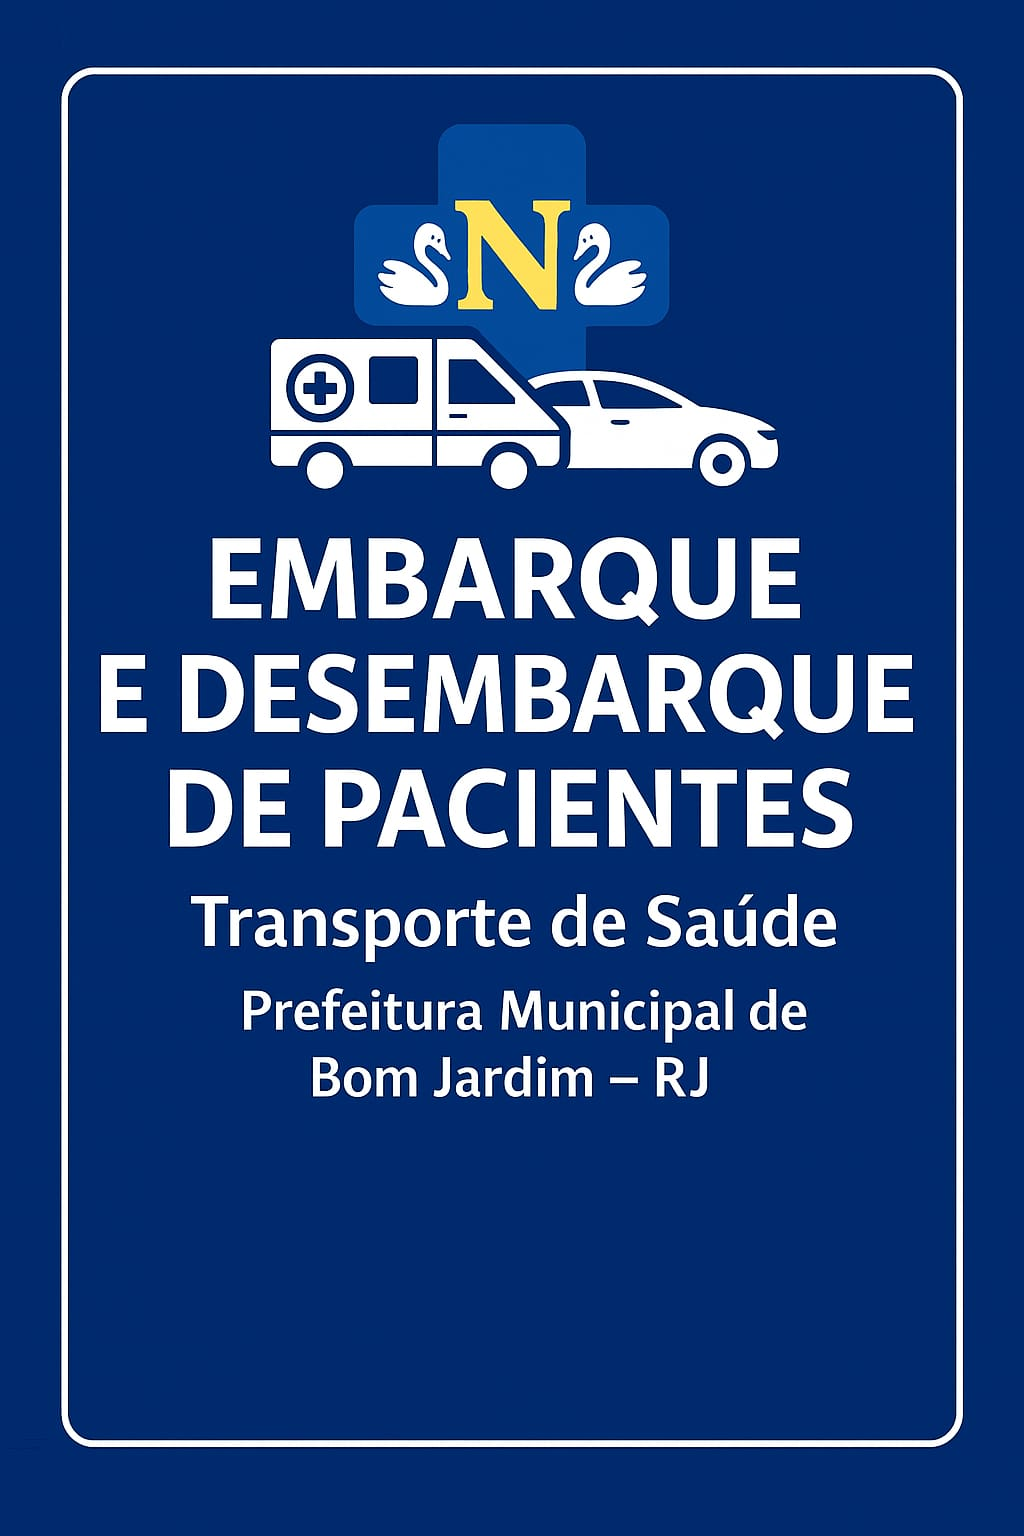 N
EMBARQUE
E DESEMBARQUE
DE PACIENTES
Transporte de Saúde
Prefeitura Municipal de
Bom Jardim – RJ